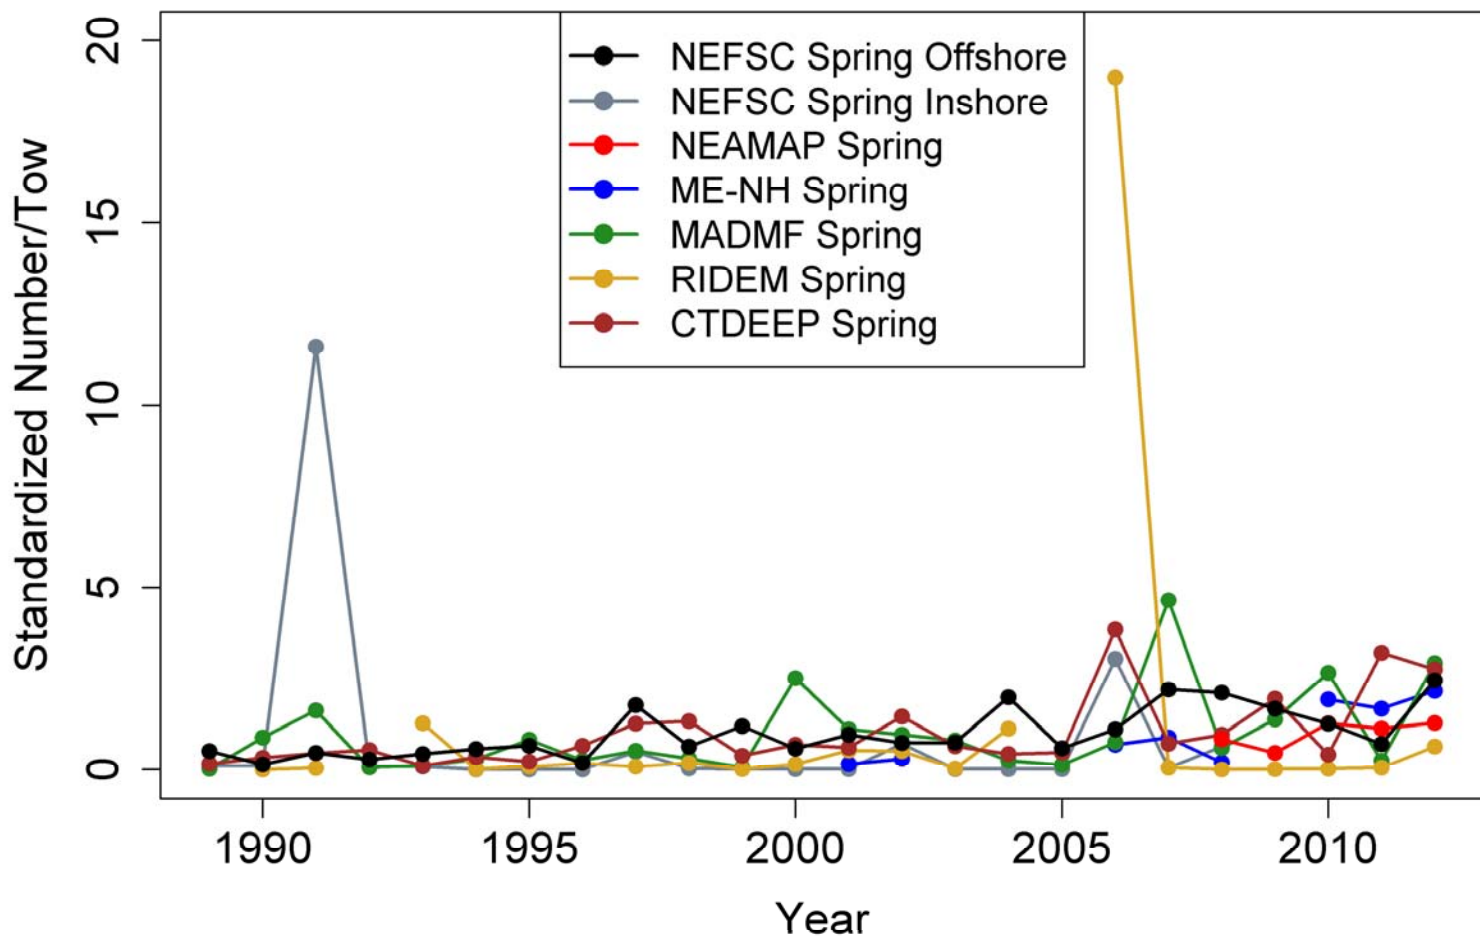 NEFSC Spring Offshore
NEFSC Spring Inshore
NEAMAP Spring
ME-NH Spring
MADMF Spring
RIDEM Spring
CTDEEP Spring
Standardized Number/Tow
20
15
10
5
0
1990 1995 2000 2005 2010
Year